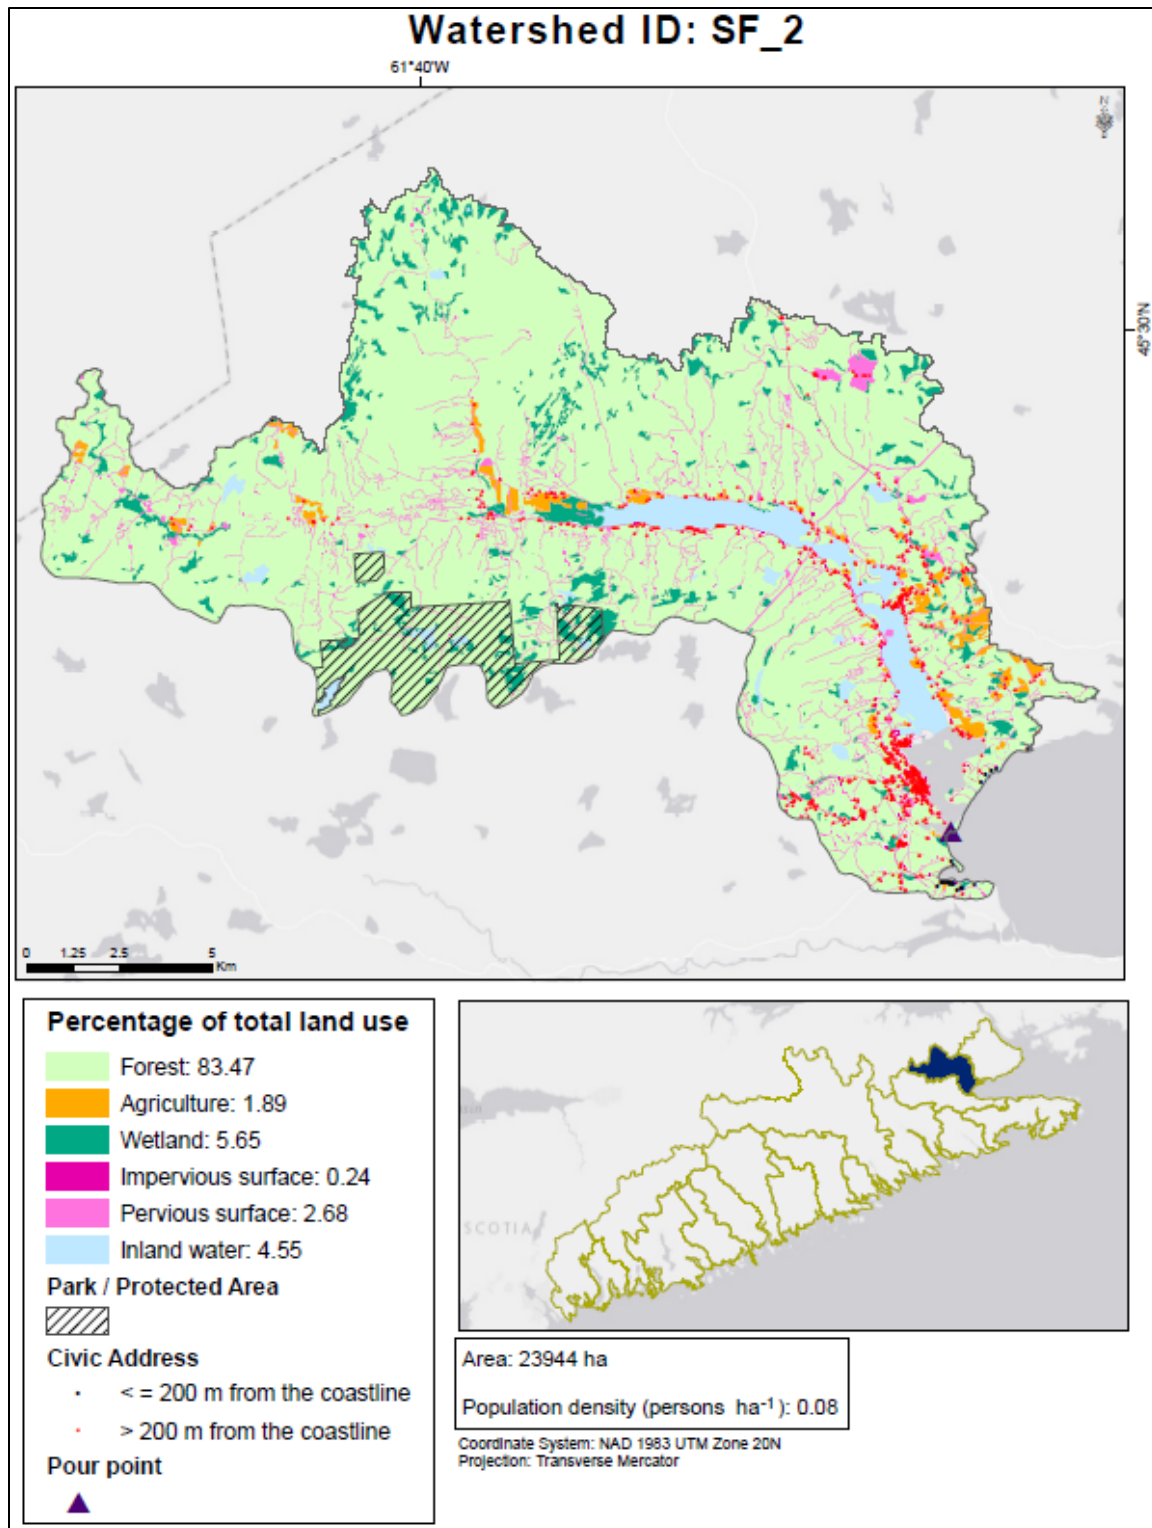 Watershed ID: SF_2
61°40'W
N
45°30'N
0 1.25 2.5 5
Km
Percentage of total land use
Forest: 83.47
Agriculture: 1.89
Wetland: 5.65
Impervious surface: 0.24
Pervious surface: 2.68
Inland water: 4.55
Park / Protected Area
Civic Address
< = 200 m from the coastline
> 200 m from the coastline
Pour point
SCOTIA
Area: 23944 ha
Population density (persons ha⁻¹): 0.08
Coordinate System: NAD 1983 UTM Zone 20N
Projection: Transverse Mercator